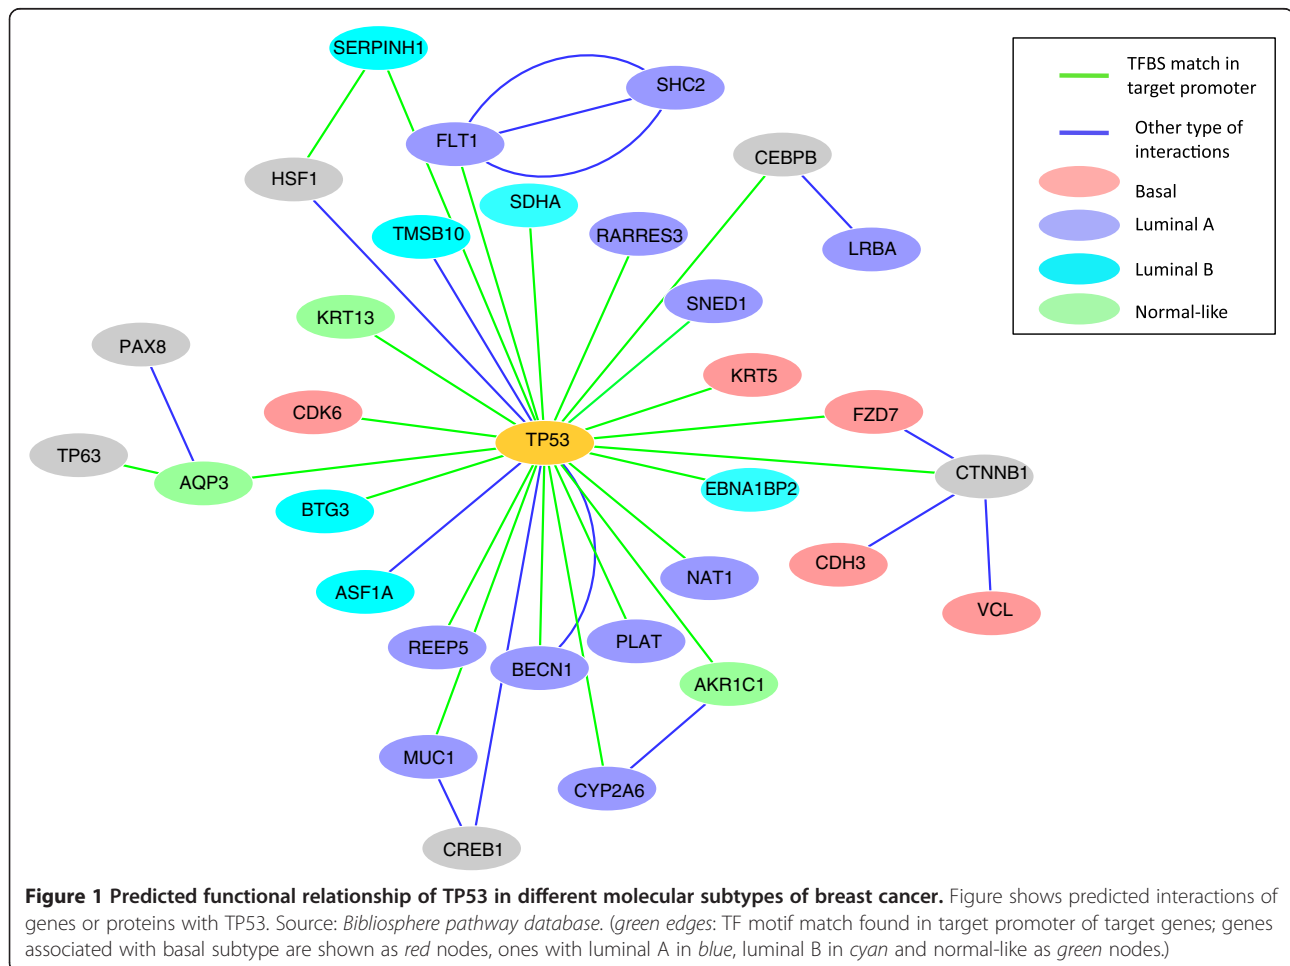 SERPINH1
SHC2
FLT1
HSF1
CEBPB
SDHA
TMSB10
RARRES3
LRBA
SNED1
KRT13
PAX8
KRT5
CDK6
FZD7
TP53
TP63
AQP3
CTNNB1
EBNA1BP2
BTG3
CDH3
NAT1
ASF1A
VCL
REEP5
PLAT
BECN1
AKR1C1
MUC1
CYP2A6
CREB1
TFBS match in
target promoter
Other type of
interactions
Basal
Luminal A
Luminal B
Normal-like
Figure 1 Predicted functional relationship of TP53 in different molecular subtypes of breast cancer. Figure shows predicted interactions of
genes or proteins with TP53. Source: Bibliosphere pathway database. (green edges: TF motif match found in target promoter of target genes; genes
associated with basal subtype are shown as red nodes, ones with luminal A in blue, luminal B in cyan and normal-like as green nodes.)